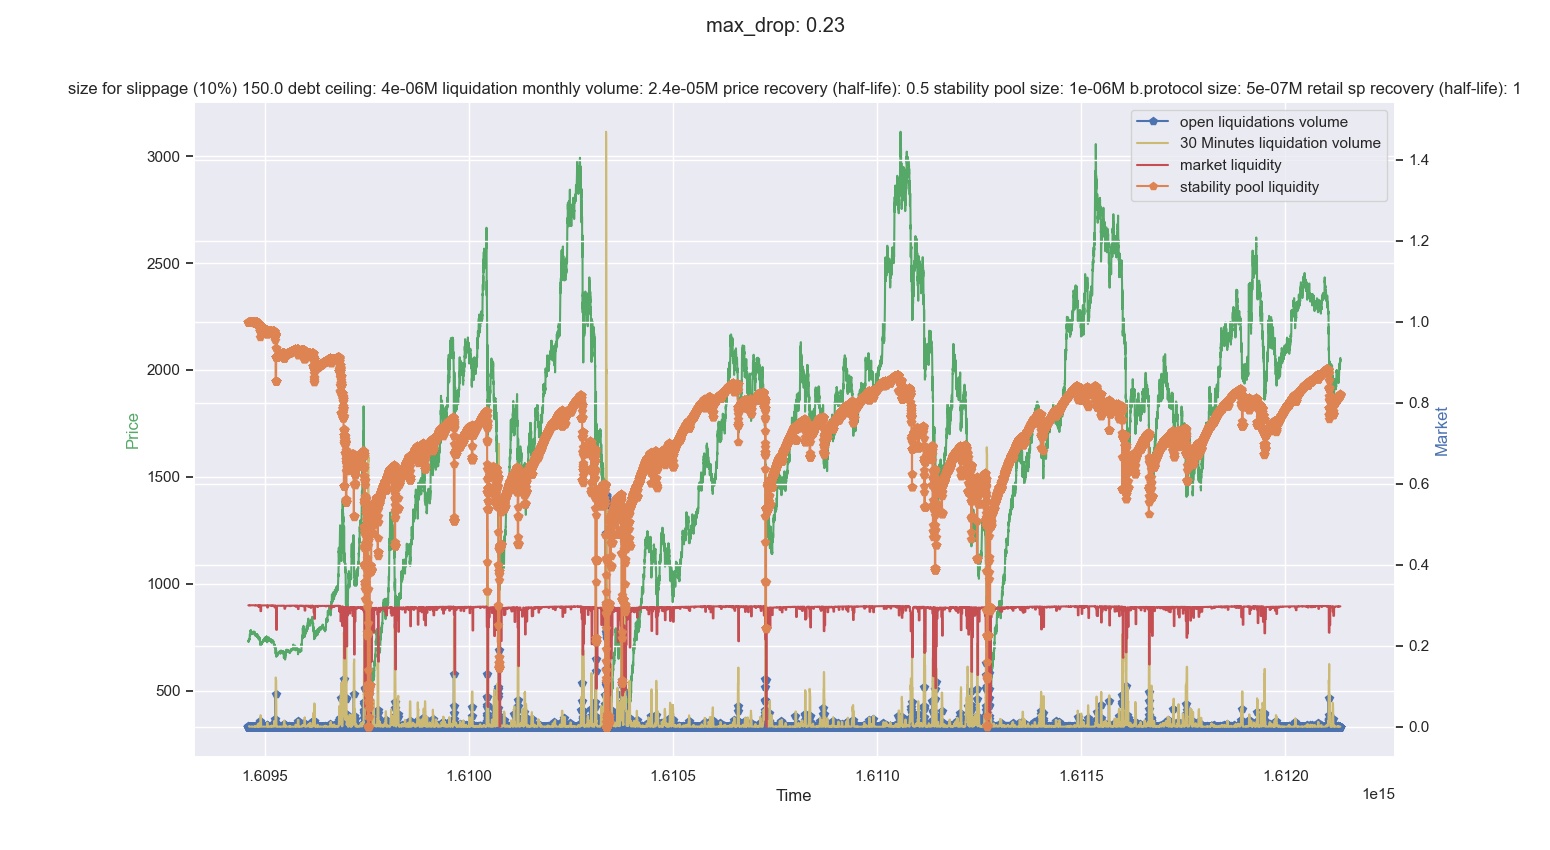 max_drop: 0.23
size for slippage (10%) 150.0 debt ceiling: 4e-06M liquidation monthly volume: 2.4e-05M price recovery (half-life): 0.5 stability pool size: 1e-06M b.protocol size: 5e-07M retail sp recovery (half-life): 1
open liquidations volume
30 Minutes liquidation volume
market liquidity
stability pool liquidity
3000
2500
2000
1500
1000
500
Price
1.4
1.2
1.0
0.8
0.6
0.4
0.2
0.0
Market
1.6095 1.6100 1.6105 1.6110 1.6115 1.6120
Time
1e15